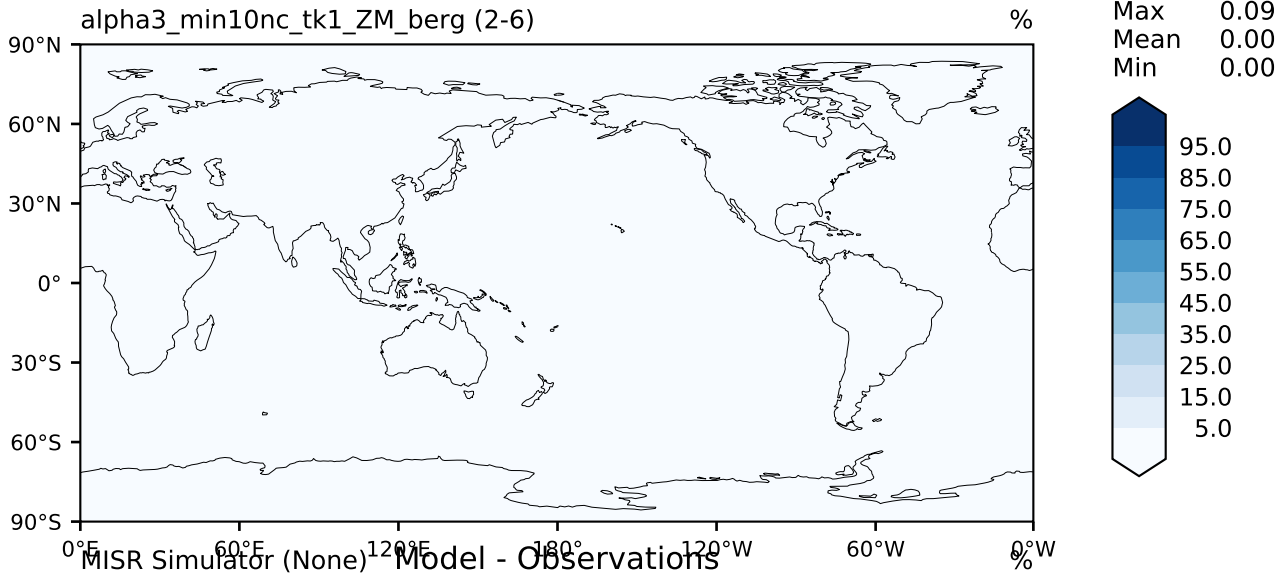 alpha3_min10nc_tk1_ZM_berg (2-6) %
Max 0.09
Mean 0.00
Min 0.00
90°N
60°N
30°N
0°
30°S
60°S
90°S
95.0
85.0
75.0
65.0
55.0
45.0
35.0
25.0
15.0
5.0
0°E 60°E 120°E 180° 120°W 60°W 0°W
MISR Simulator (None) Model - Observations %